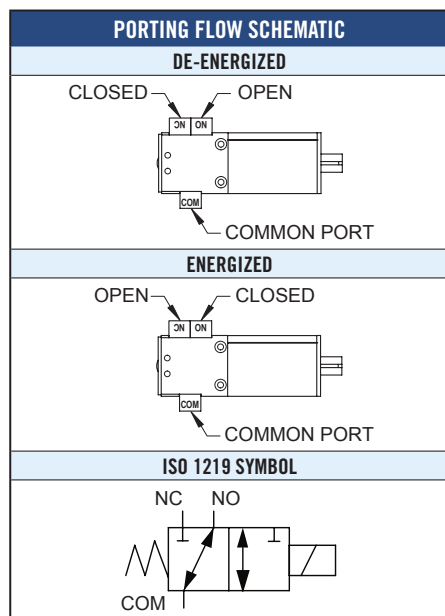 PORTING FLOW SCHEMATIC
DE-ENERGIZED
CLOSED OPEN
NC NO
COM
COMMON PORT
ENERGIZED
OPEN CLOSED
NC NO
COM
COMMON PORT
ISO 1219 SYMBOL
NC NO
COM